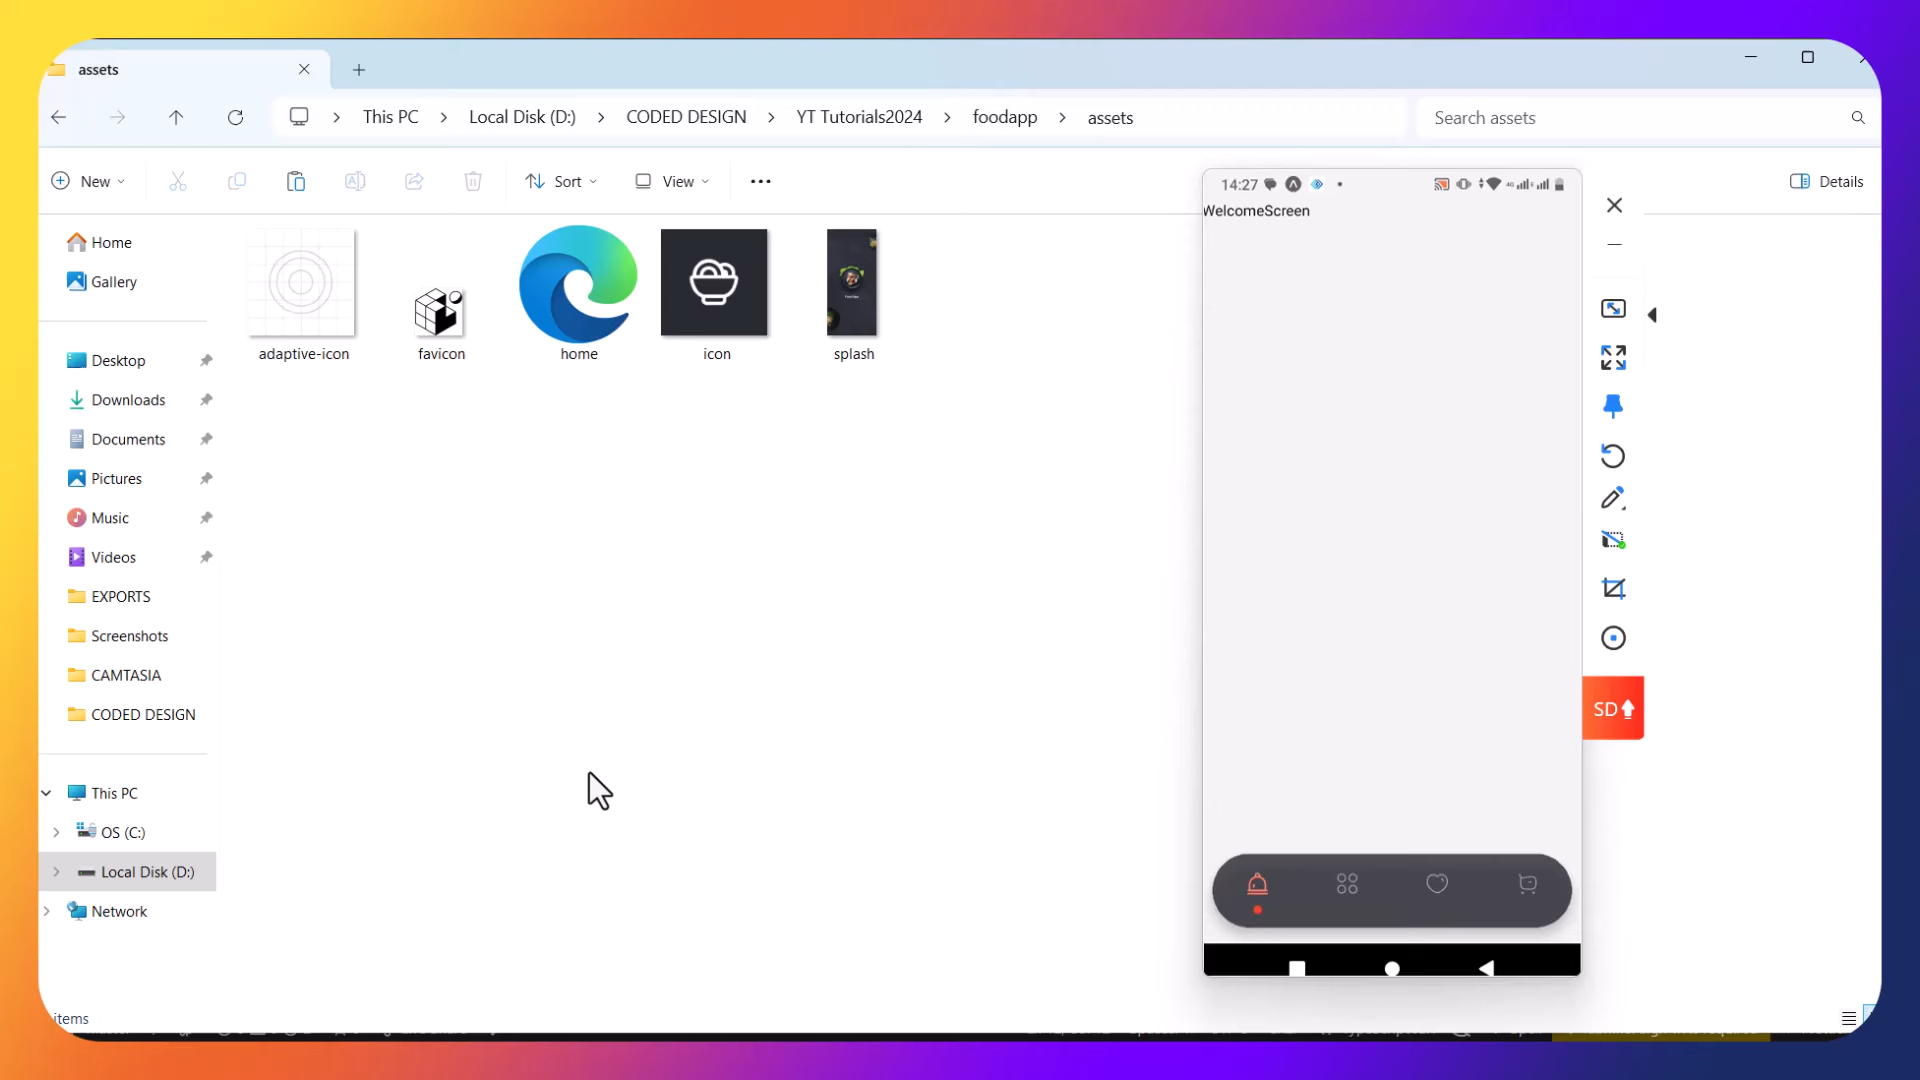 assets
This PC
Local Disk (D:)
CODED DESIGN
YT Tutorials2024
foodapp
assets
Search assets
New
Sort
View
Details
Home
Gallery
Desktop
Downloads
Documents
Pictures
Music
Videos
EXPORTS
Screenshots
CAMTASIA
CODED DESIGN
This PC
OS (C:)
Local Disk (D:)
Network
adaptive-icon
favicon
home
icon
splash
14:27
WelcomeScreen
SD
items